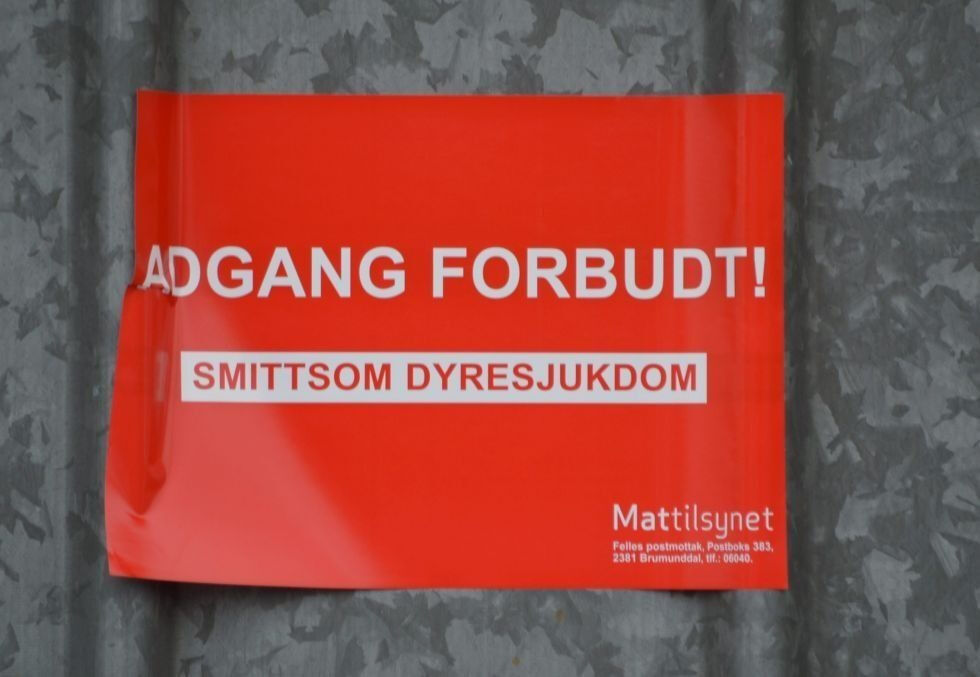 ADGANG FORBUDT!
SMITTSOM DYRESJUKDOM
Mattilsynet
Felles postmottak, Postboks 383,
2381 Brumunddal, tlf.: 06040.